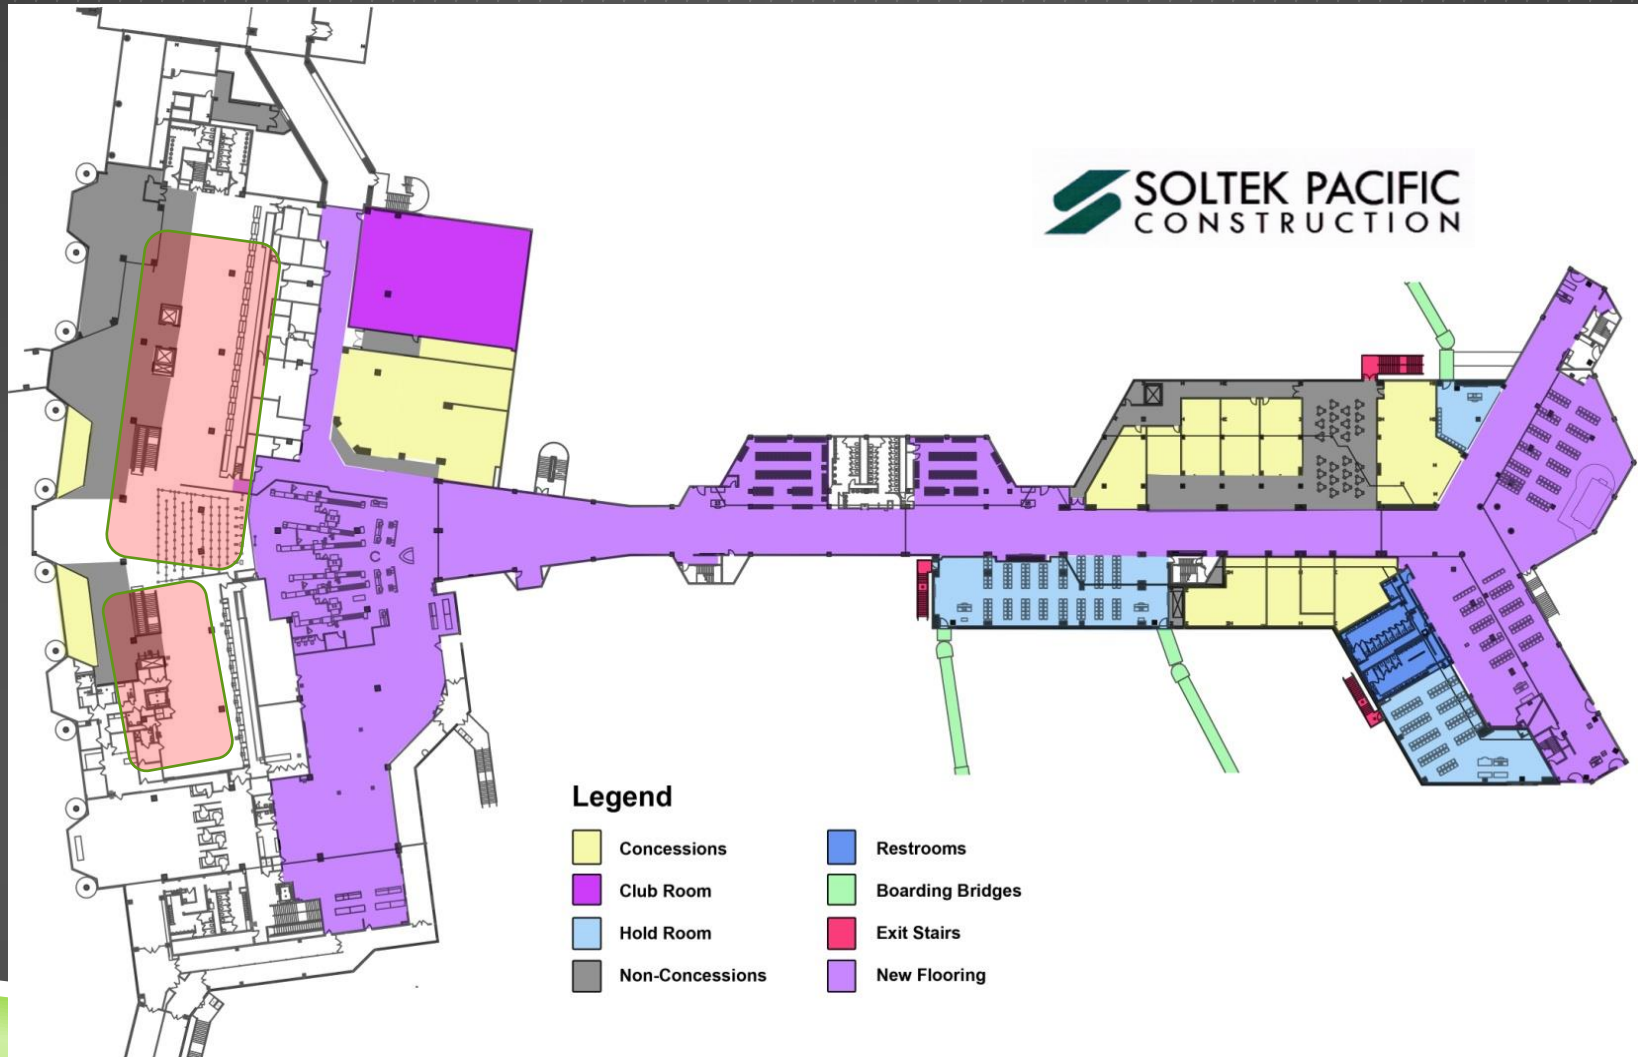 SOLTEK PACIFIC
CONSTRUCTION
Legend
Concessions
Club Room
Hold Room
Non-Concessions
Restrooms
Boarding Bridges
Exit Stairs
New Flooring